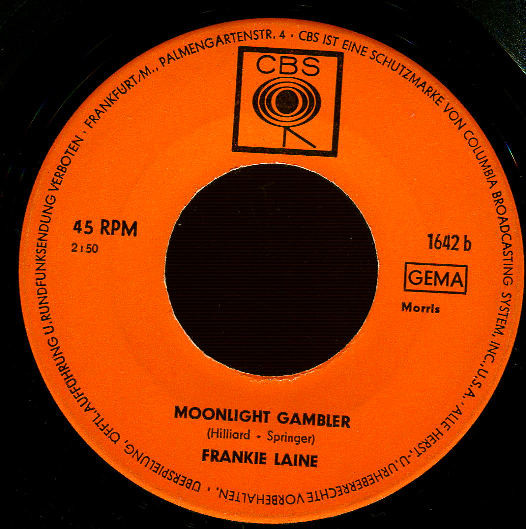 FRANKFURT/M., PALMENGARTENSTR. 4 · CBS IST EINE SCHUTZMARKE VON COLUMBIA BROADCASTING SYSTEM, INC., U.S.A. · ALLE HERST.-U. URHEBERRECHTE VORBEHALTEN. · ÜBERSPIELUNG, ÖFFTL. AUFFÜHRUNG U. RUNDFUNKSENDUNG VERBOTEN ·
CBS
45 RPM
2:50
1642 b
GEMA
Morris
MOONLIGHT GAMBLER
(Hilliard - Springer)
FRANKIE LAINE